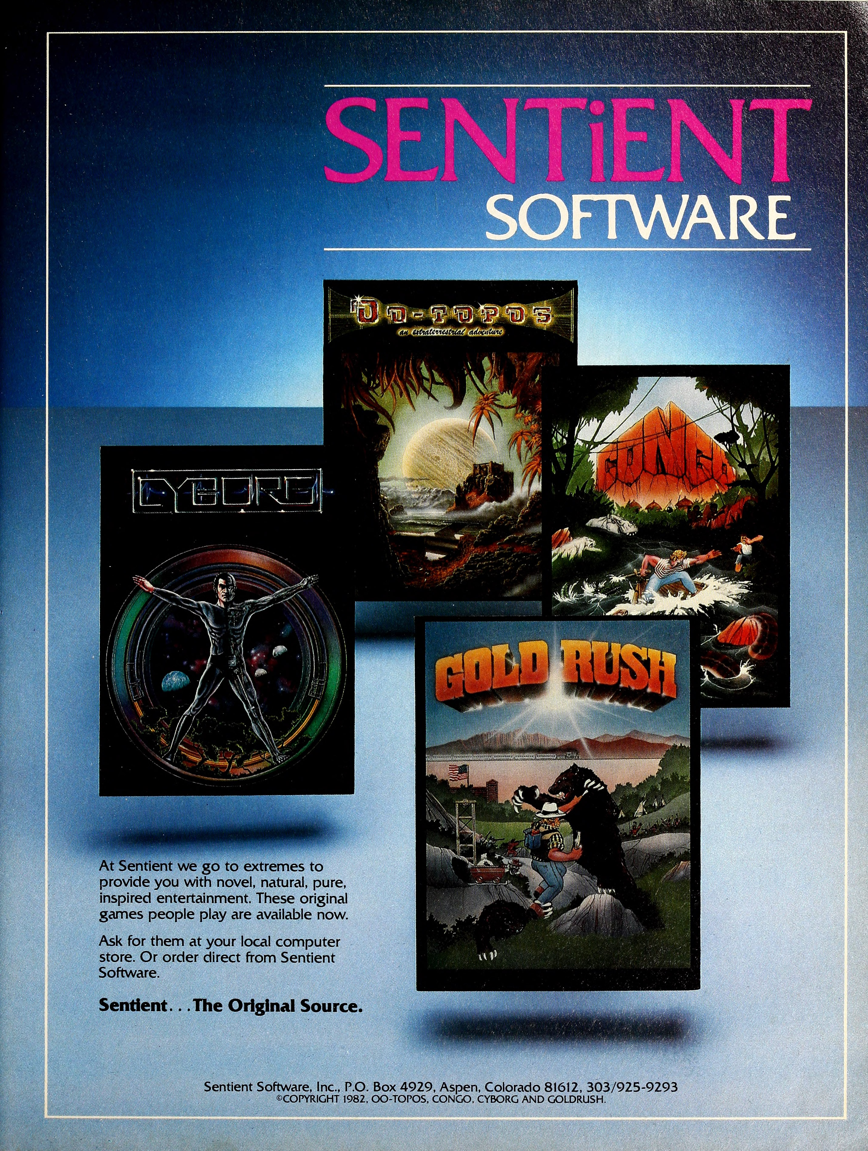 SENTiENT
SOFTWARE
OO-TOPOS
an extraterrestrial adventure
CONGO
CYBORG
GOLD RUSH
At Sentient we go to extremes to
provide you with novel, natural, pure,
inspired entertainment. These original
games people play are available now.
Ask for them at your local computer
store. Or order direct from Sentient
Software.
Sentient. . .The Original Source.
Sentient Software, Inc., P.O. Box 4929, Aspen, Colorado 81612, 303/925-9293
©COPYRIGHT 1982, OO-TOPOS, CONGO, CYBORG AND GOLDRUSH.